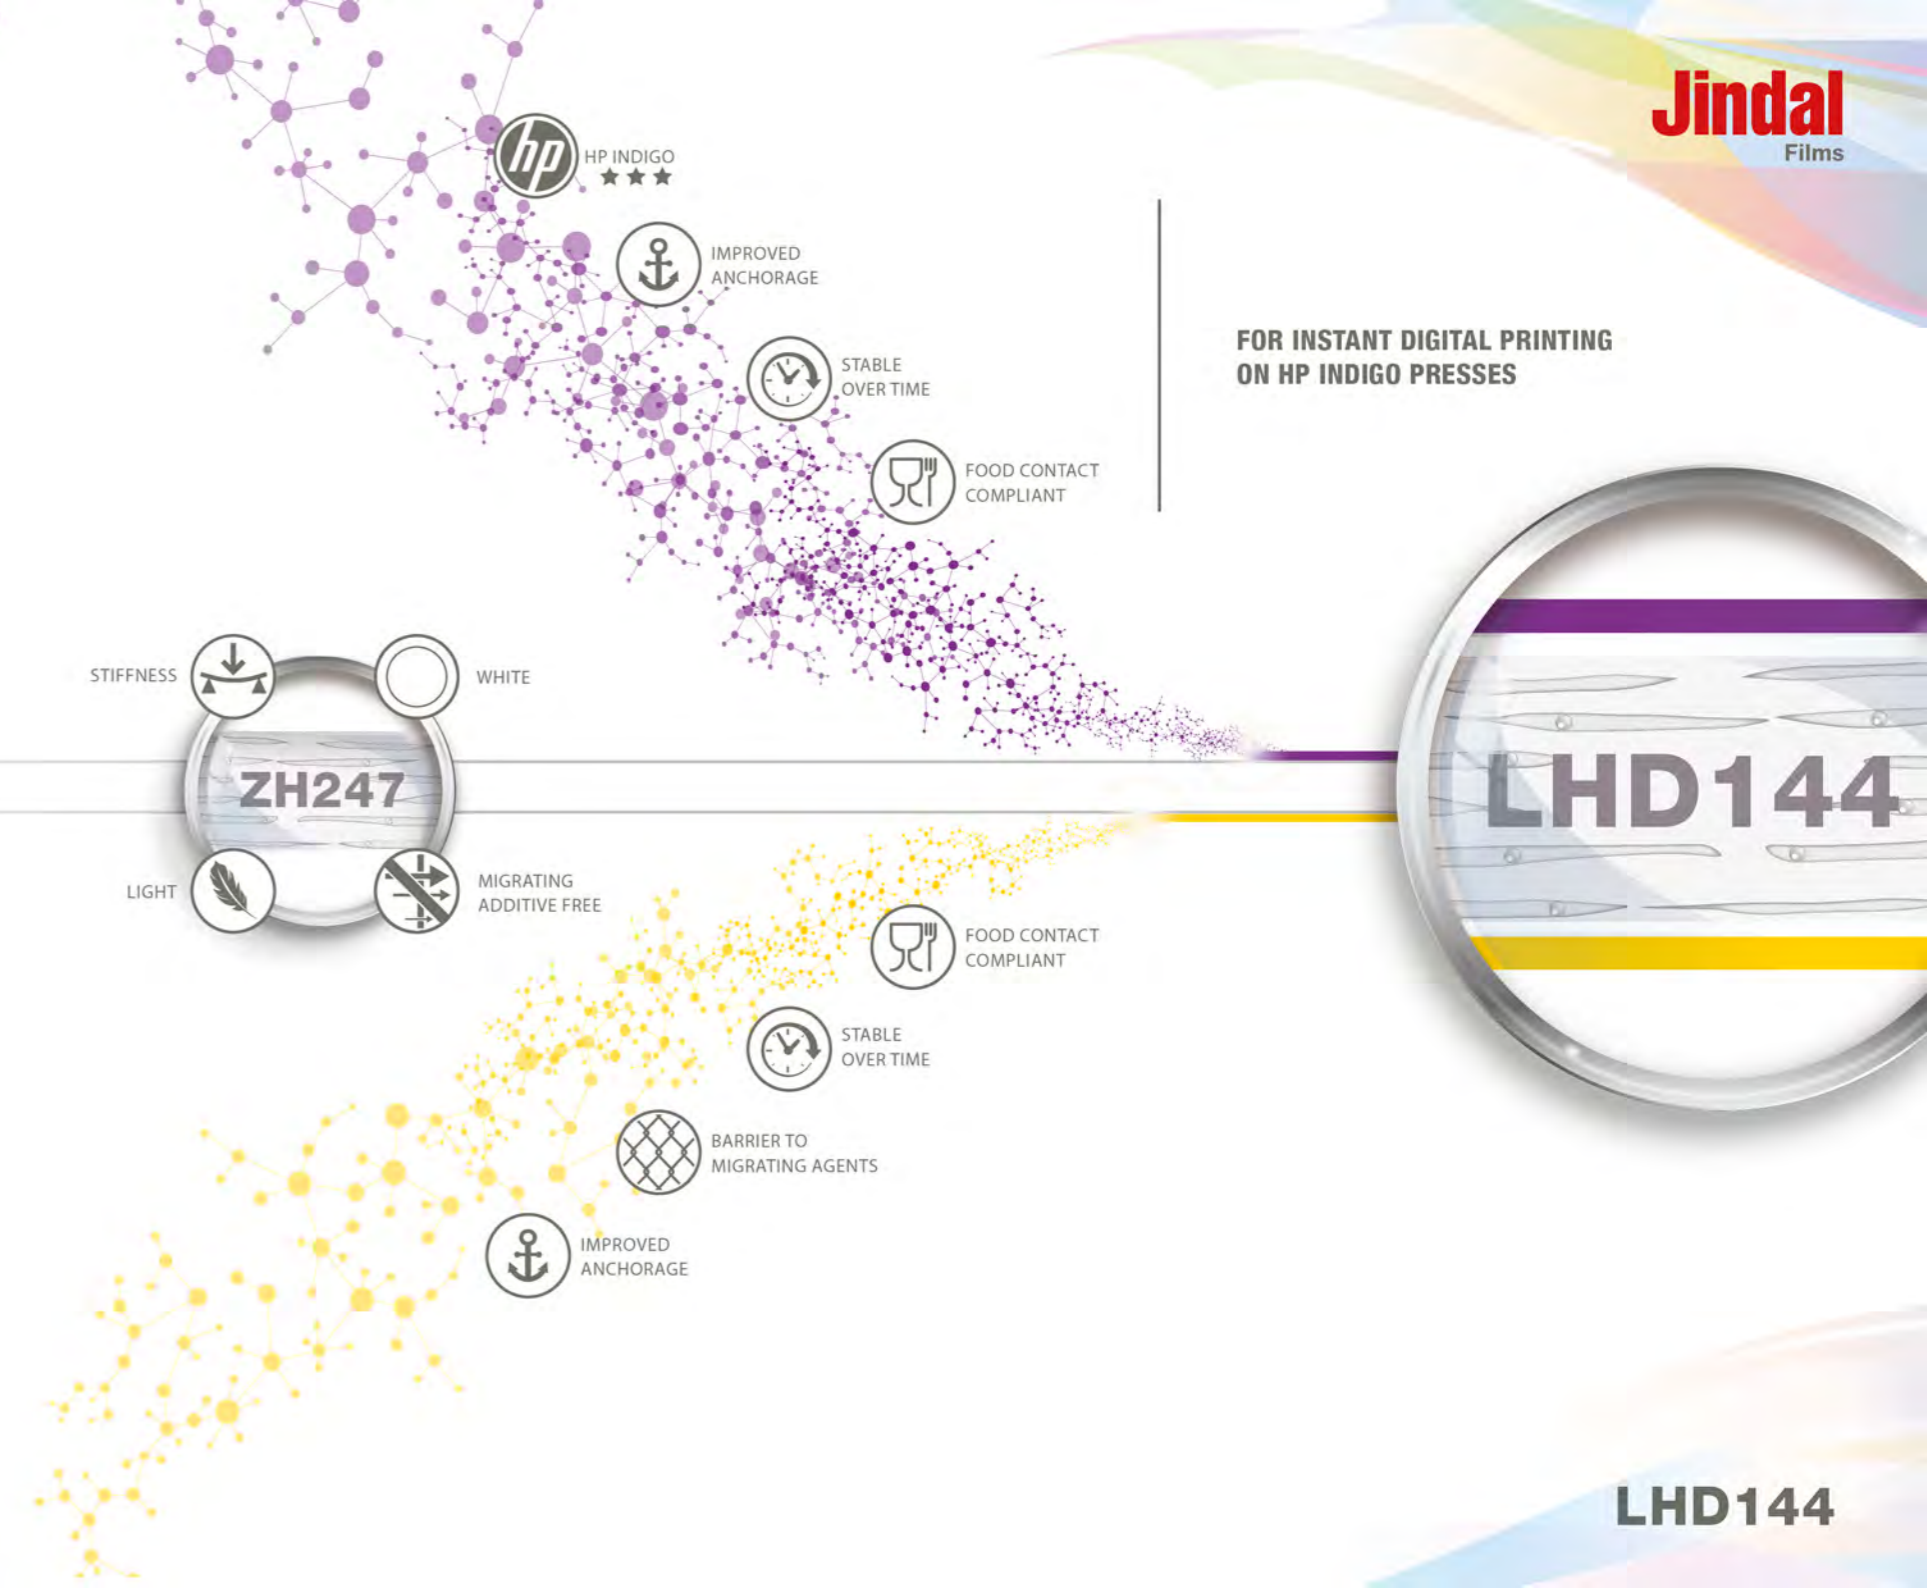 Jindal
Films
hp
HP INDIGO
IMPROVED
ANCHORAGE
STABLE
OVER TIME
FOOD CONTACT
COMPLIANT
FOR INSTANT DIGITAL PRINTING
ON HP INDIGO PRESSES
STIFFNESS
WHITE
ZH247
LHD144
LIGHT
MIGRATING
ADDITIVE FREE
FOOD CONTACT
COMPLIANT
STABLE
OVER TIME
BARRIER TO
MIGRATING AGENTS
IMPROVED
ANCHORAGE
LHD144